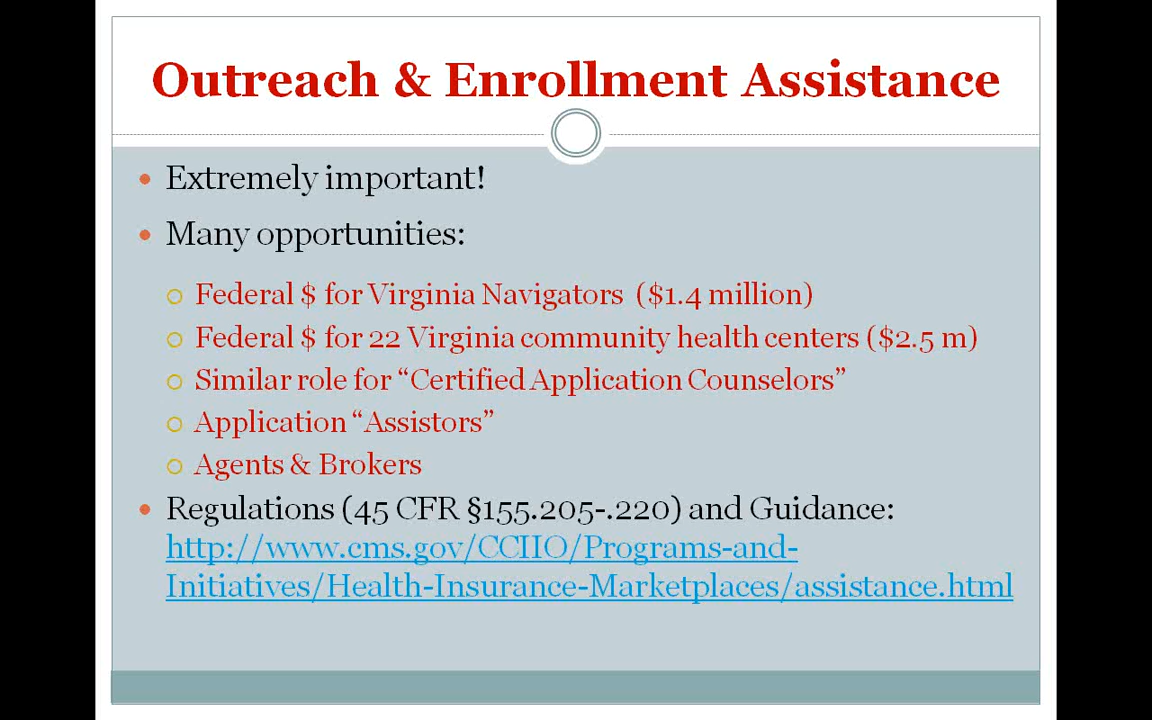 Outreach & Enrollment Assistance
Extremely important!
Many opportunities:
Federal $ for Virginia Navigators ($1.4 million)
Federal $ for 22 Virginia community health centers ($2.5 m)
Similar role for “Certified Application Counselors”
Application “Assistors”
Agents & Brokers
Regulations (45 CFR §155.205-.220) and Guidance:
http://www.cms.gov/CCIIO/Programs-and-
Initiatives/Health-Insurance-Marketplaces/assistance.html